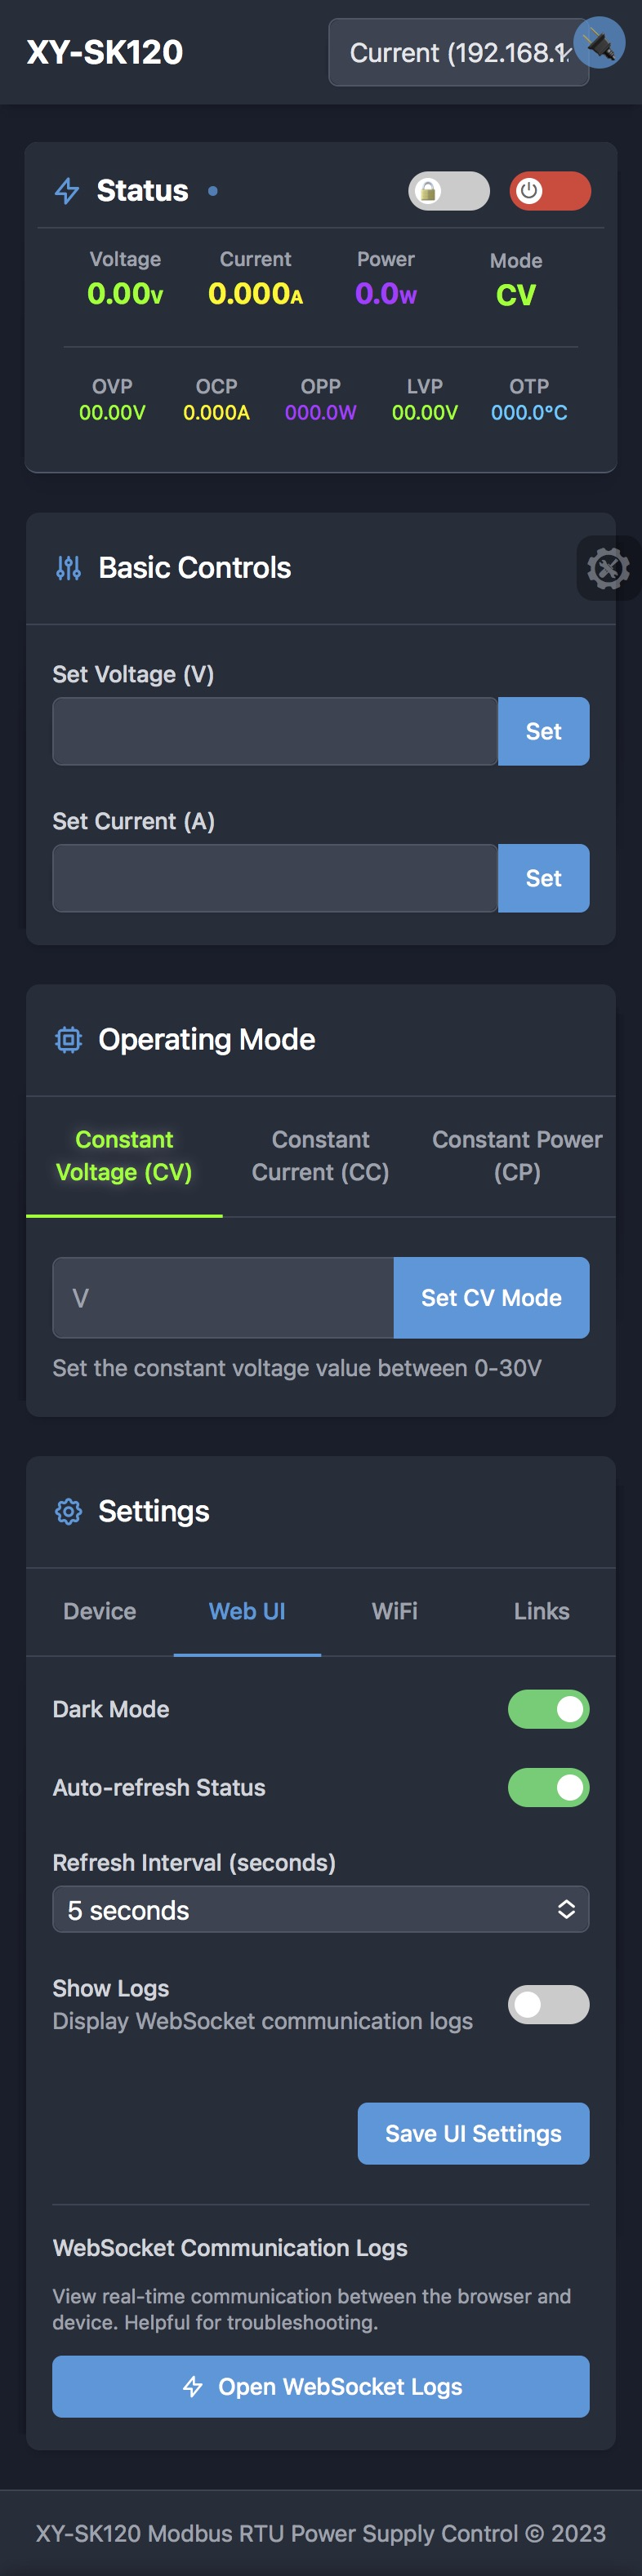 XY-SK120
Current (192.168.1.
Status
Voltage Current Power Mode
0.00V 0.000A 0.0W CV
OVP OCP OPP LVP OTP
00.00V 0.000A 000.0W 00.00V 000.0°C
Basic Controls
Set Voltage (V)
Set
Set Current (A)
Set
Operating Mode
Constant Voltage (CV)
Constant Current (CC)
Constant Power (CP)
V
Set CV Mode
Set the constant voltage value between 0-30V
Settings
Device Web UI WiFi Links
Dark Mode
Auto-refresh Status
Refresh Interval (seconds)
5 seconds
Show Logs
Display WebSocket communication logs
Save UI Settings
WebSocket Communication Logs
View real-time communication between the browser and
device. Helpful for troubleshooting.
Open WebSocket Logs
XY-SK120 Modbus RTU Power Supply Control © 2023